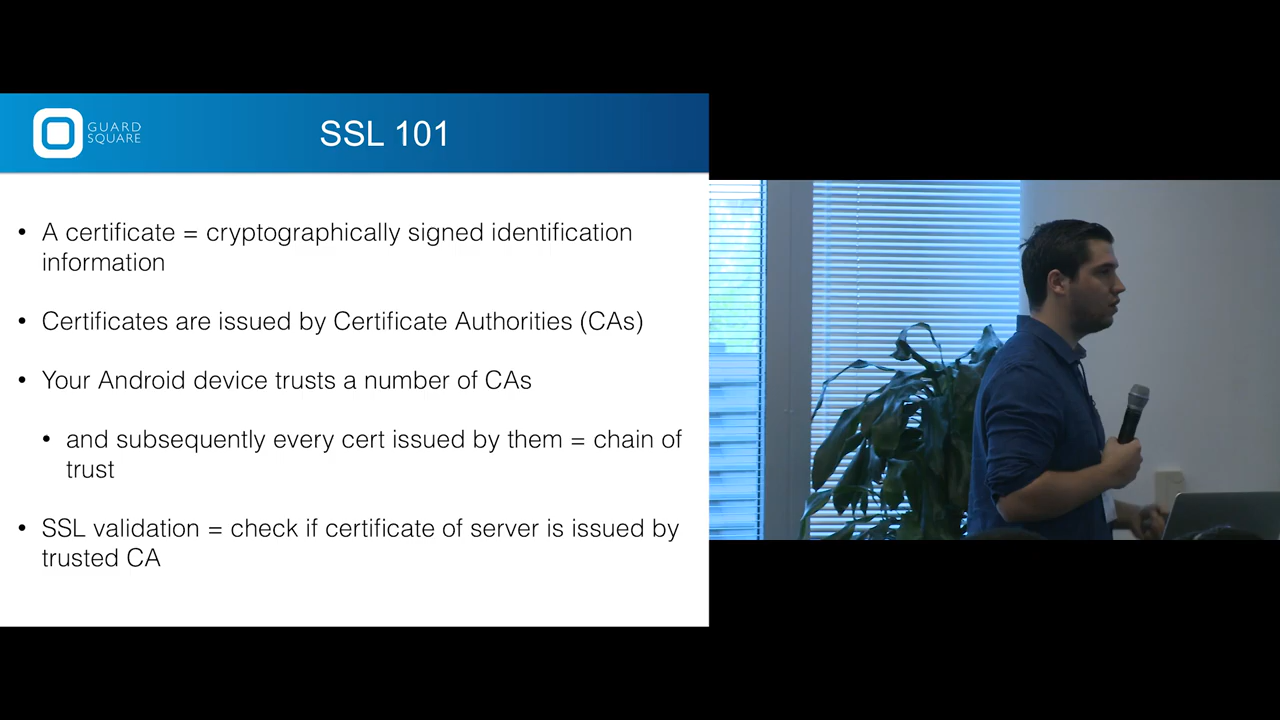 GUARD
SQUARE
SSL 101
• A certificate = cryptographically signed identification
information
• Certificates are issued by Certificate Authorities (CAs)
• Your Android device trusts a number of CAs
• and subsequently every cert issued by them = chain of
trust
• SSL validation = check if certificate of server is issued by
trusted CA